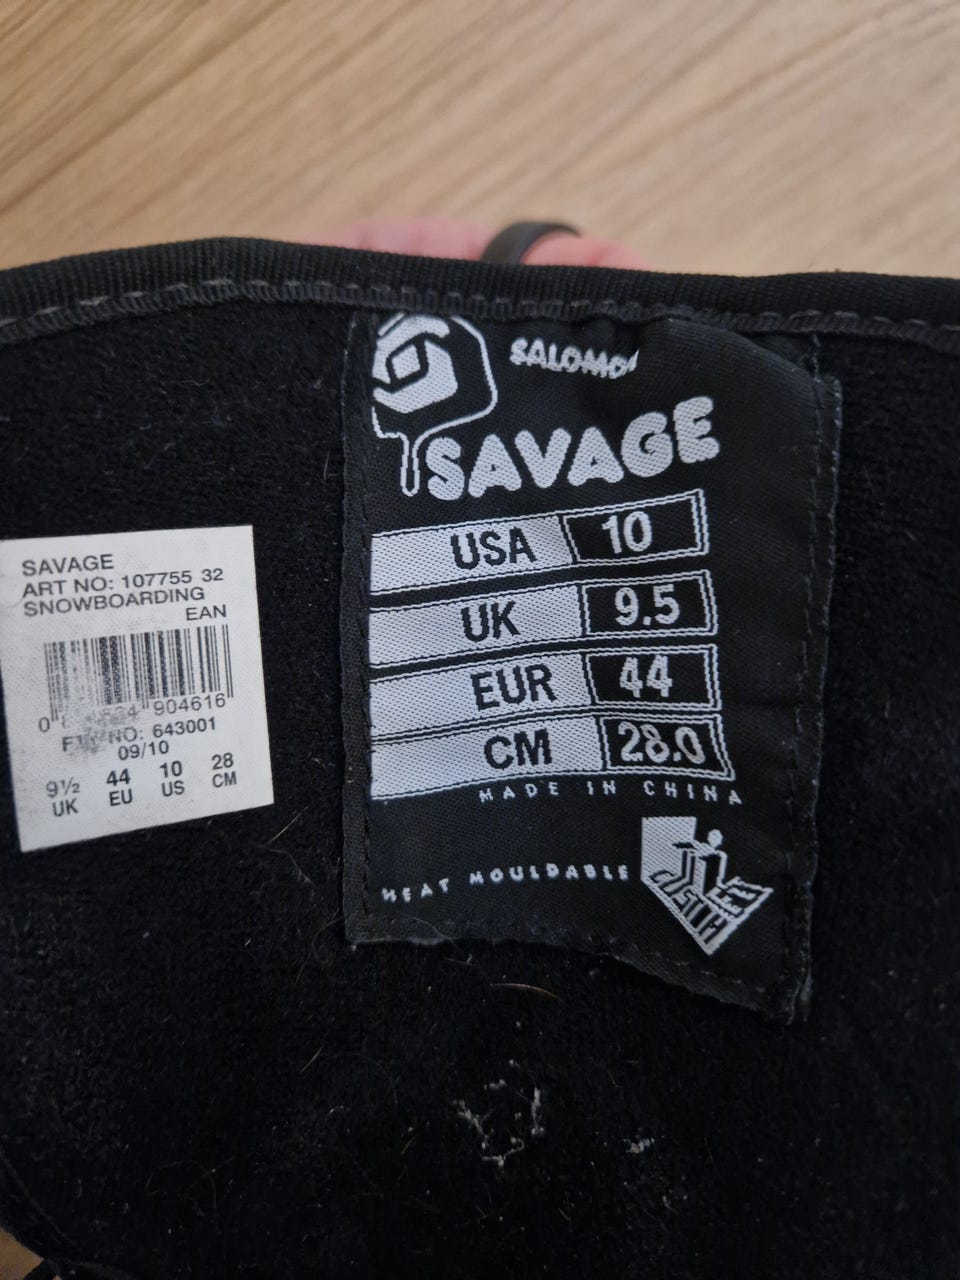 SAVAGE
ART NO: 107755 32
SNOWBOARDING
EAN
904616
NO: 643001
09/10
9½ 44 10 28
UK EU US CM
SAVAGE
USA 10
UK 9.5
EUR 44
CM 28.0
MADE IN CHINA
HEAT MOULDABLE